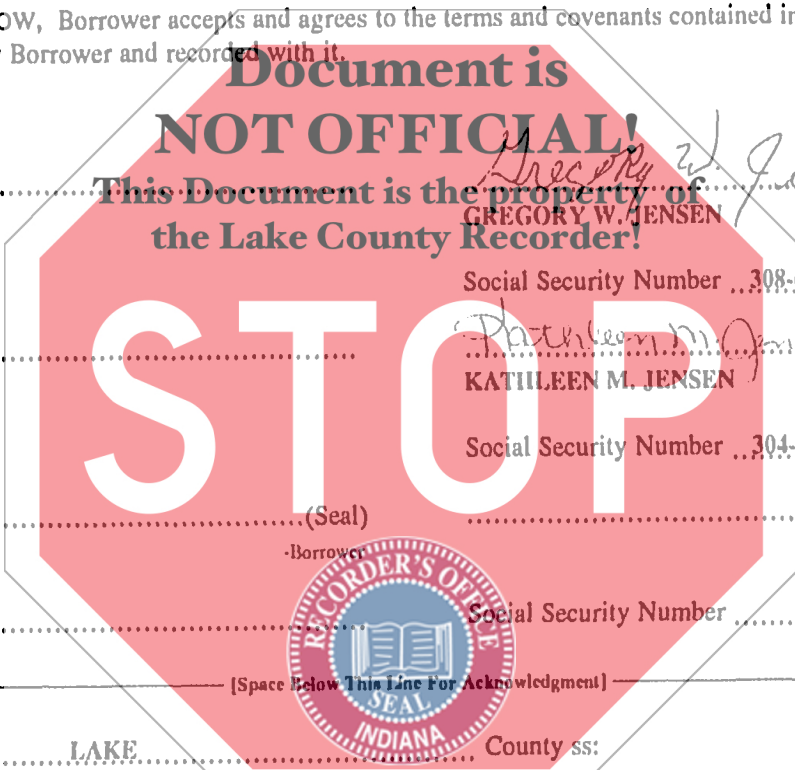 OW, Borrower accepts and agrees to the terms and covenants contained in
Borrower and recorded with it.
Document is
NOT OFFICIAL!
This Document is the property of
the Lake County Recorder!
Gregory W.
GREGORY W. JENSEN
Social Security Number 308-
STOP
Kathleen M. Jen
KATHLEEN M. JENSEN
Social Security Number 304-
(Seal)
-Borrower
RECORDER'S OFFICE
Social Security Number
[Space Below This Line For Acknowledgment]
SEAL
INDIANA
LAKE County ss: